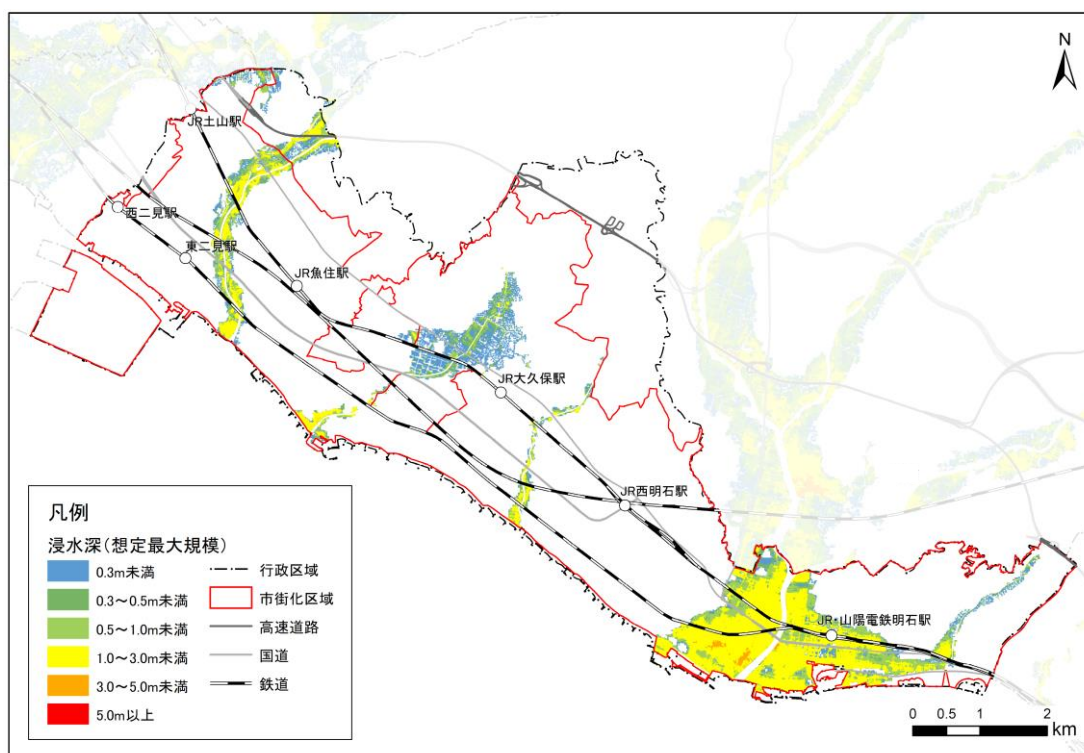 N
JR土山駅
西二見駅
東二見駅
JR魚住駅
JR大久保駅
JR西明石駅
JR・山陽電鉄明石駅
凡例
浸水深(想定最大規模)
0.3m未満
0.3～0.5m未満
0.5～1.0m未満
1.0～3.0m未満
3.0～5.0m未満
5.0m以上
行政区域
市街化区域
高速道路
国道
鉄道
0 0.5 1 2
km